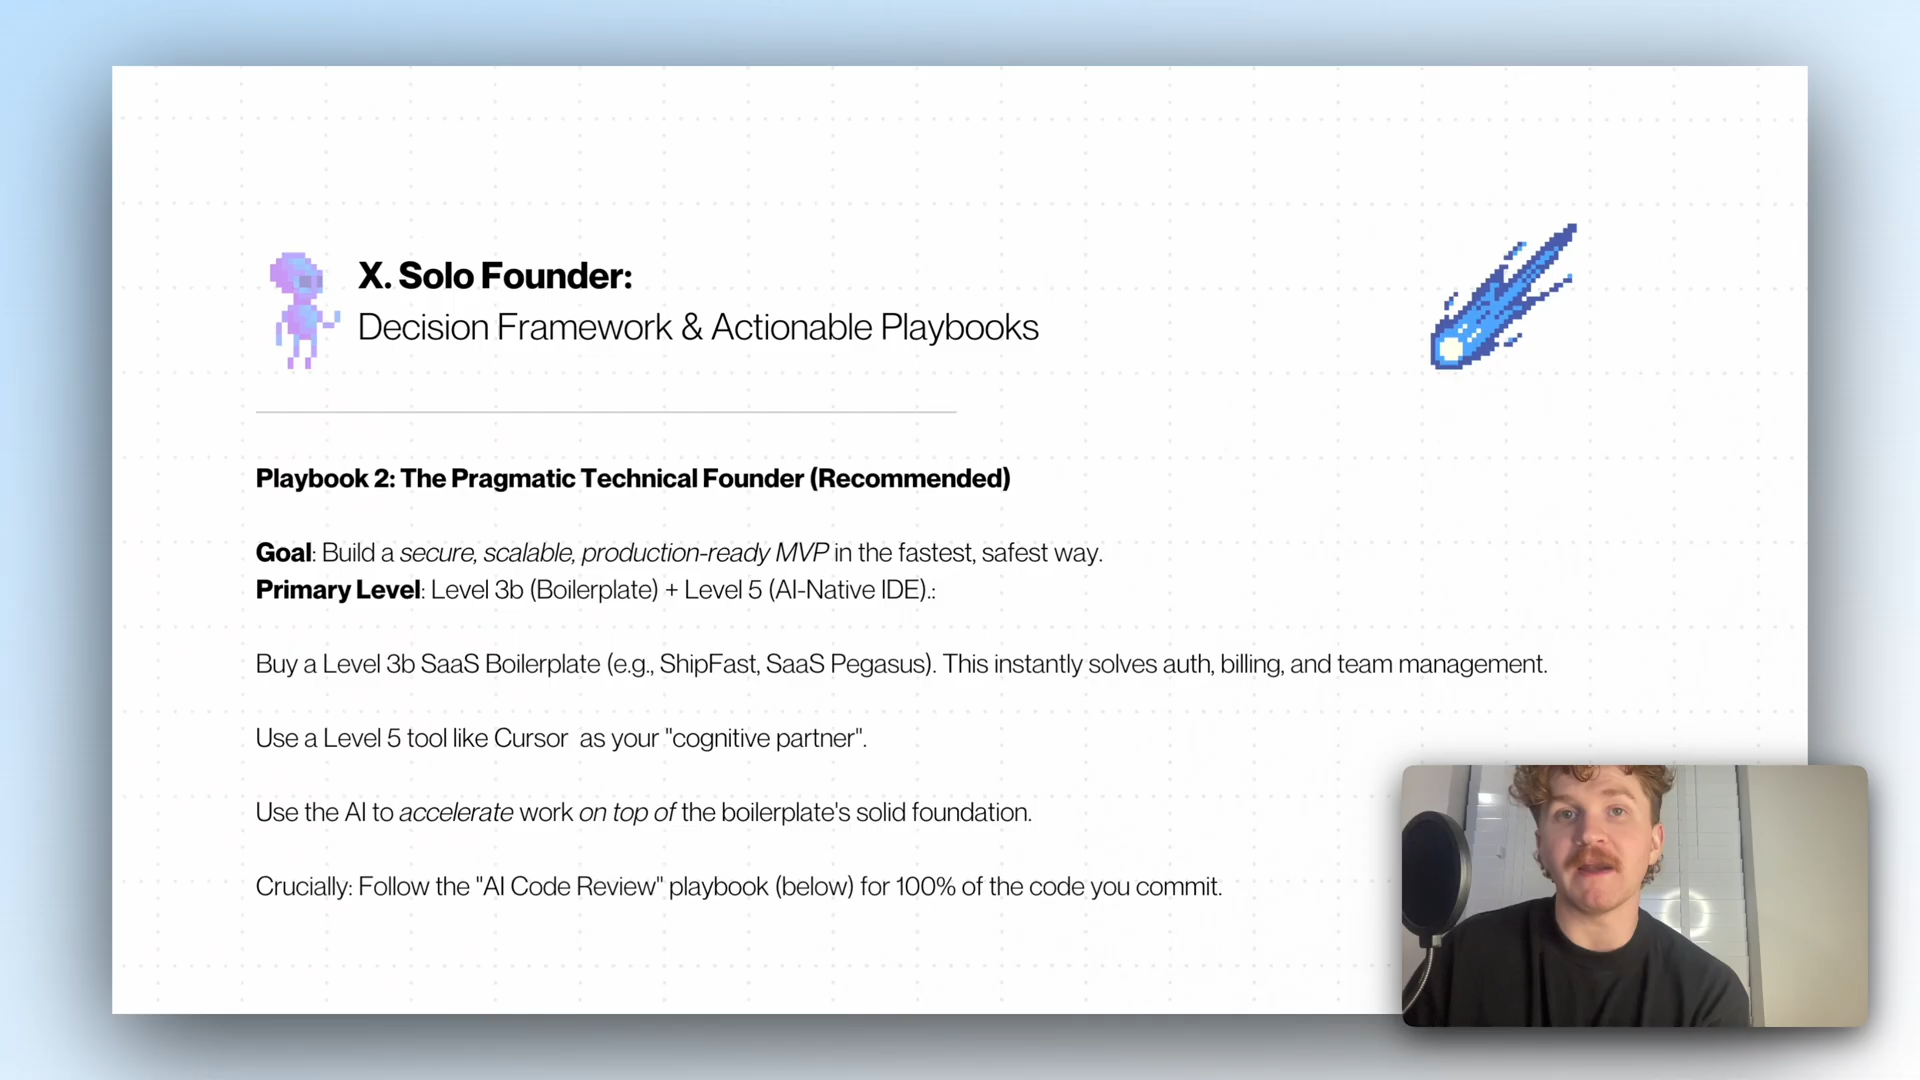 X. Solo Founder:
Decision Framework & Actionable Playbooks
Playbook 2: The Pragmatic Technical Founder (Recommended)
Goal: Build a secure, scalable, production-ready MVP in the fastest, safest way.
Primary Level: Level 3b (Boilerplate) + Level 5 (AI-Native IDE).:
Buy a Level 3b SaaS Boilerplate (e.g., ShipFast, SaaS Pegasus). This instantly solves auth, billing, and team management.
Use a Level 5 tool like Cursor  as your "cognitive partner".
Use the AI to accelerate work on top of the boilerplate's solid foundation.
Crucially: Follow the "AI Code Review" playbook (below) for 100% of the code you commit.